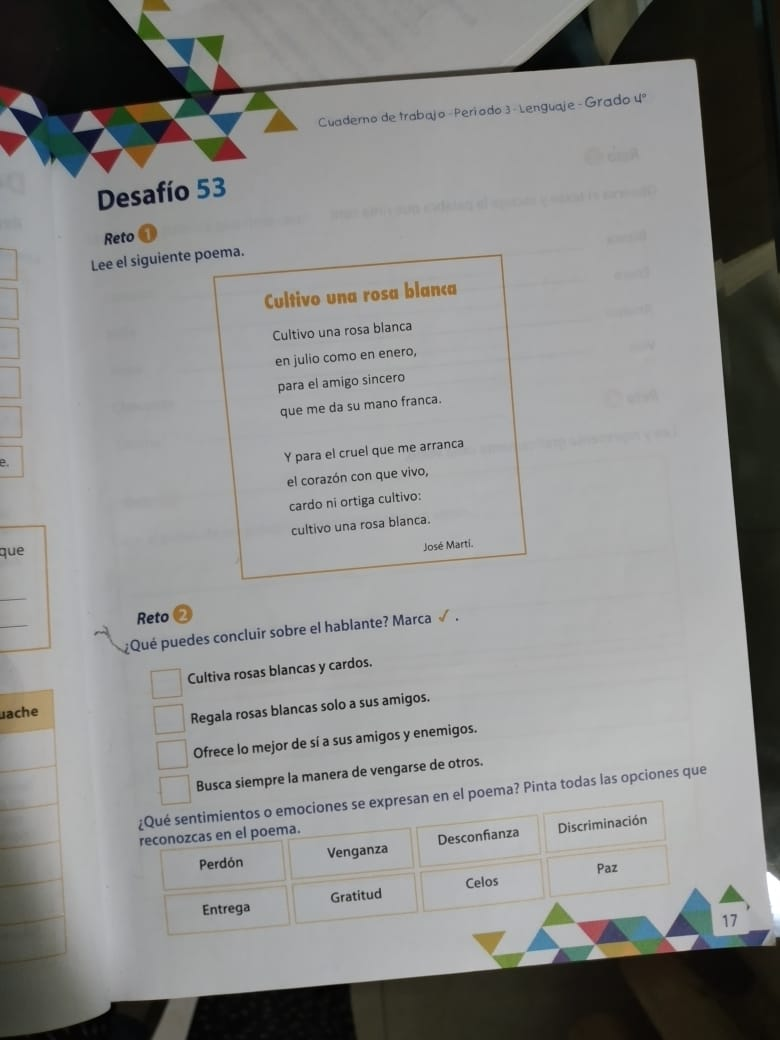 Cuaderno de trabajo - Periodo 3 - Lenguaje - Grado 4°
Desafío 53
Reto 1
Lee el siguiente poema.
Cultivo una rosa blanca
Cultivo una rosa blanca
en julio como en enero,
para el amigo sincero
que me da su mano franca.
Y para el cruel que me arranca
el corazón con que vivo,
cardo ni ortiga cultivo:
cultivo una rosa blanca.
José Martí.
Reto 2
¿Qué puedes concluir sobre el hablante? Marca ✓ .
Cultiva rosas blancas y cardos.
Regala rosas blancas solo a sus amigos.
Ofrece lo mejor de sí a sus amigos y enemigos.
Busca siempre la manera de vengarse de otros.
¿Qué sentimientos o emociones se expresan en el poema? Pinta todas las opciones que
reconozcas en el poema.
Perdón Venganza Desconfianza Discriminación
Entrega Gratitud Celos Paz
17
e.
que
uache